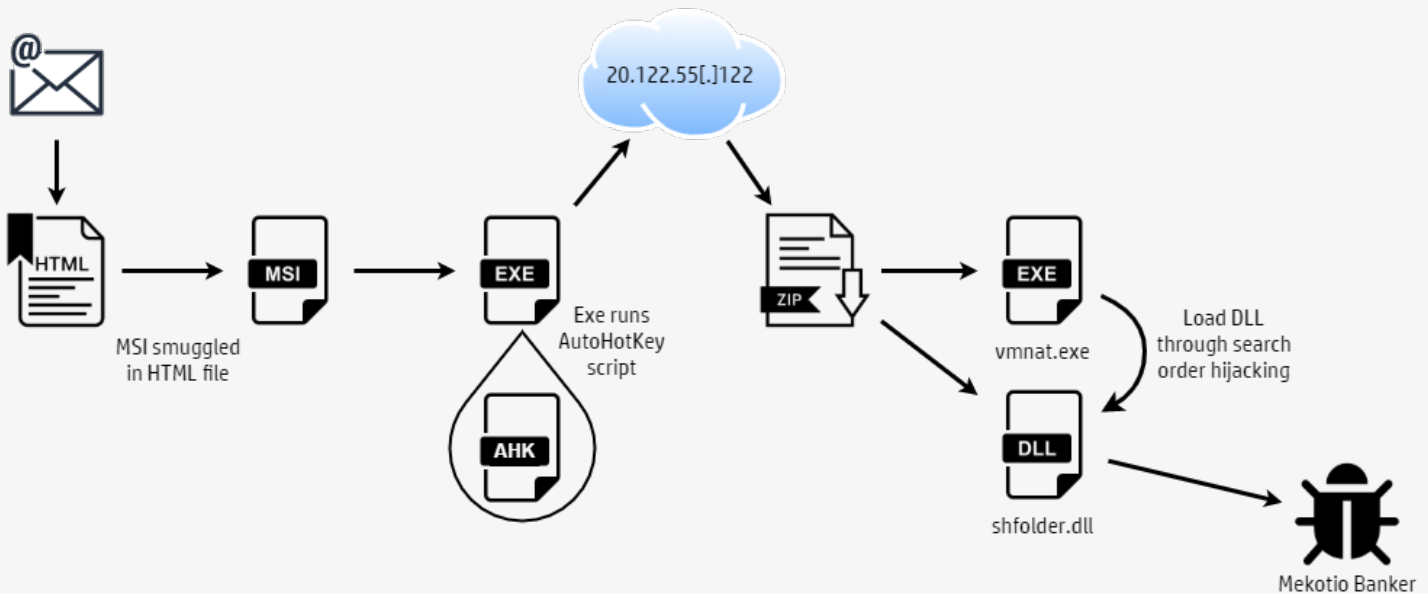 @
20.122.55[.]122
HTML
MSI
EXE
ZIP
EXE
MSI smuggled
in HTML file
Exe runs
AutoHotKey
script
vmnat.exe
Load DLL
through search
order hijacking
AHK
DLL
shfolder.dll
Mekotio Banker